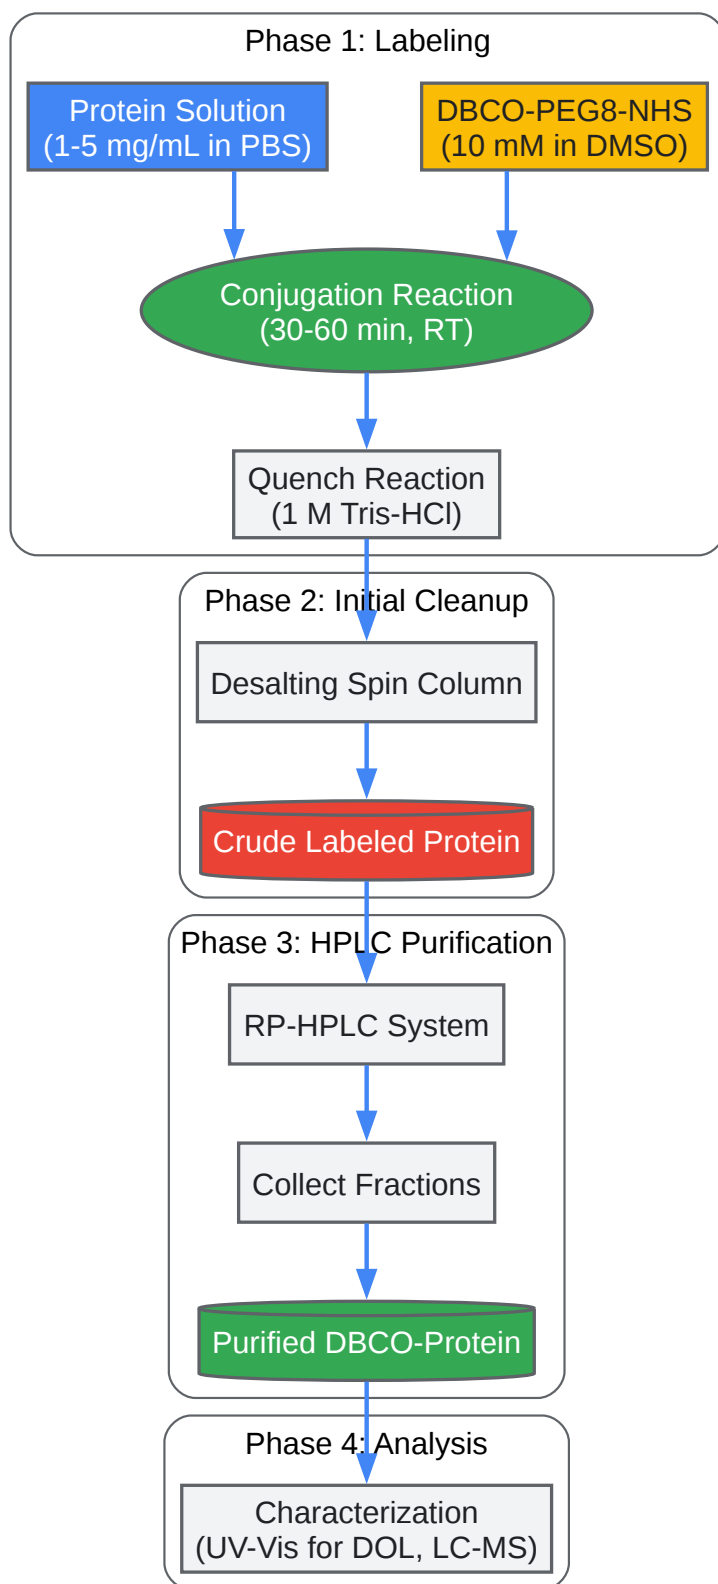 Phase 1: Labeling
Protein Solution
(1-5 mg/mL in PBS)
DBCO-PEG8-NHS
(10 mM in DMSO)
Conjugation Reaction
(30-60 min, RT)
Quench Reaction
(1 M Tris-HCl)
Phase 2: Initial Cleanup
Desalting Spin Column
Crude Labeled Protein
Phase 3: HPLC Purification
RP-HPLC System
Collect Fractions
Purified DBCO-Protein
Phase 4: Analysis
Characterization
(UV-Vis for DOL, LC-MS)